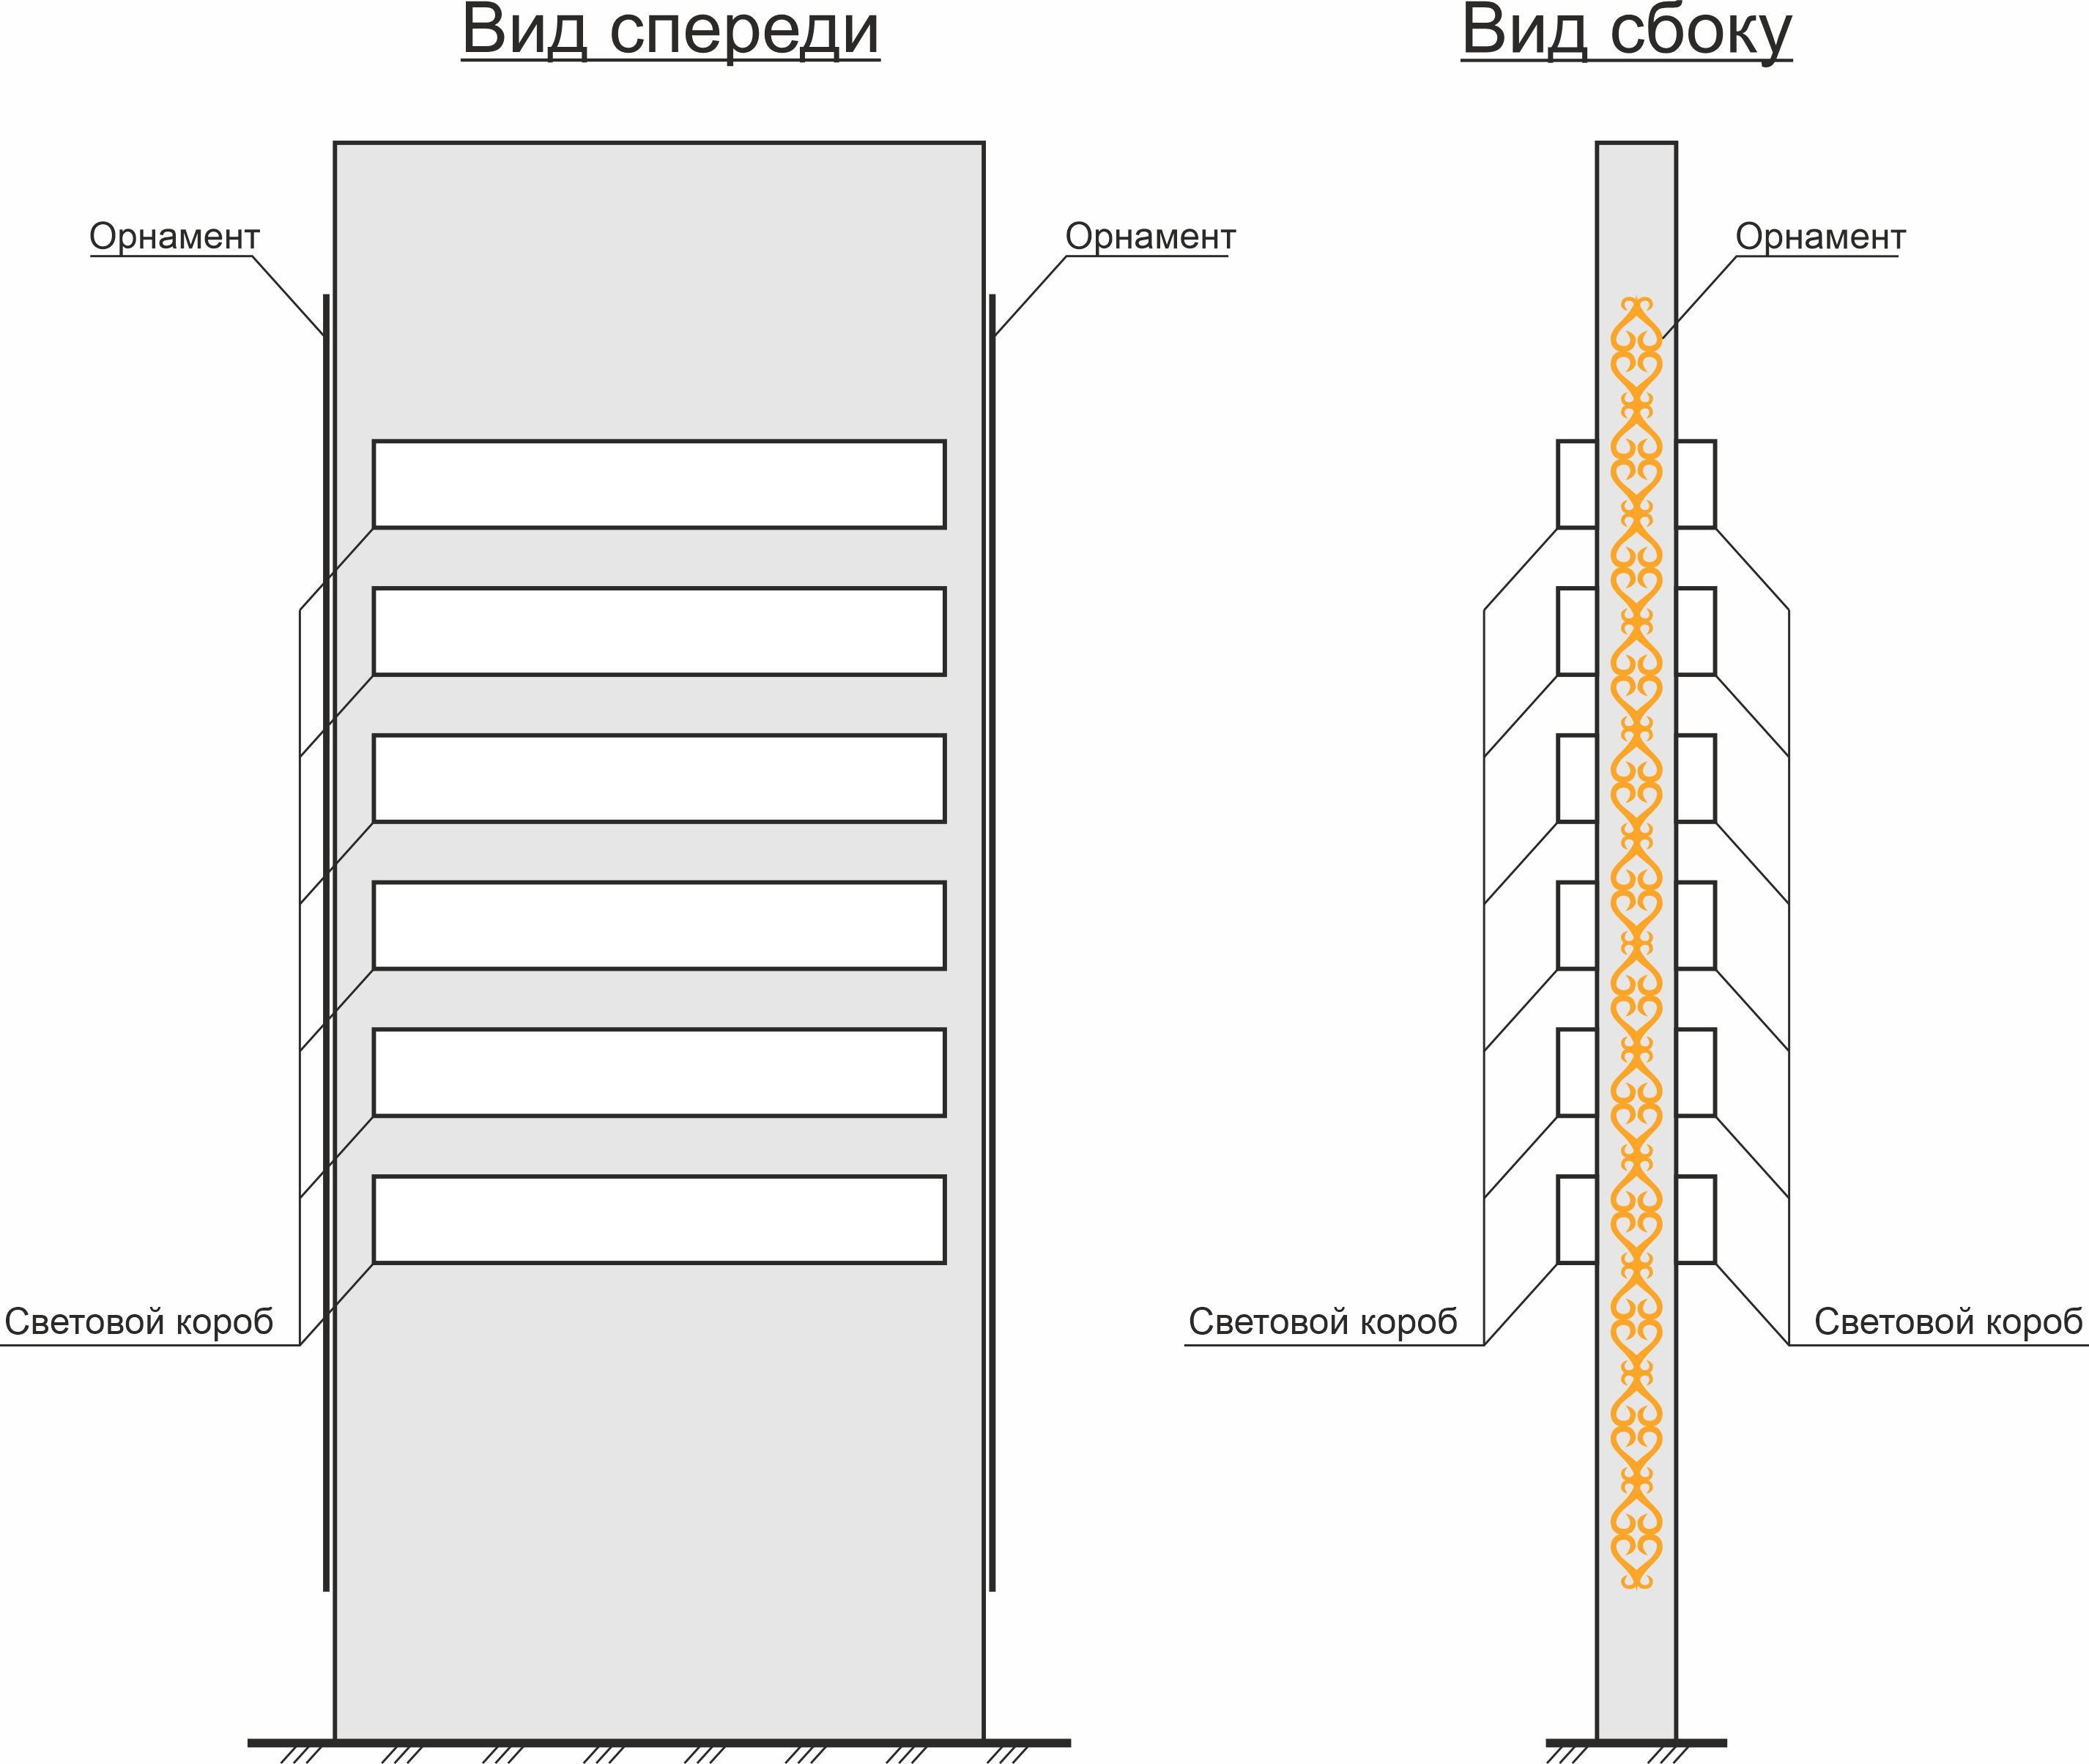 Вид спереди
Вид сбоку
Орнамент
Орнамент
Орнамент
Световой короб
Световой короб
Световой короб